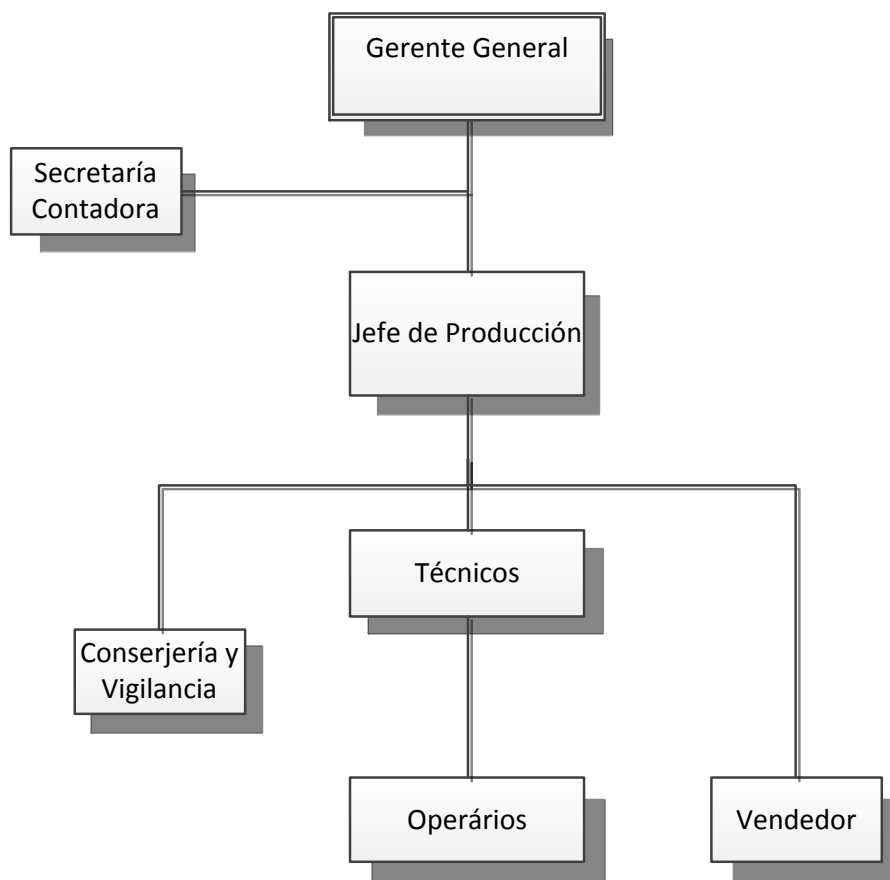 Gerente General
Secretaría
Contadora
Jefe de Producción
Técnicos
Conserjería y
Vigilancia
Operários
Vendedor